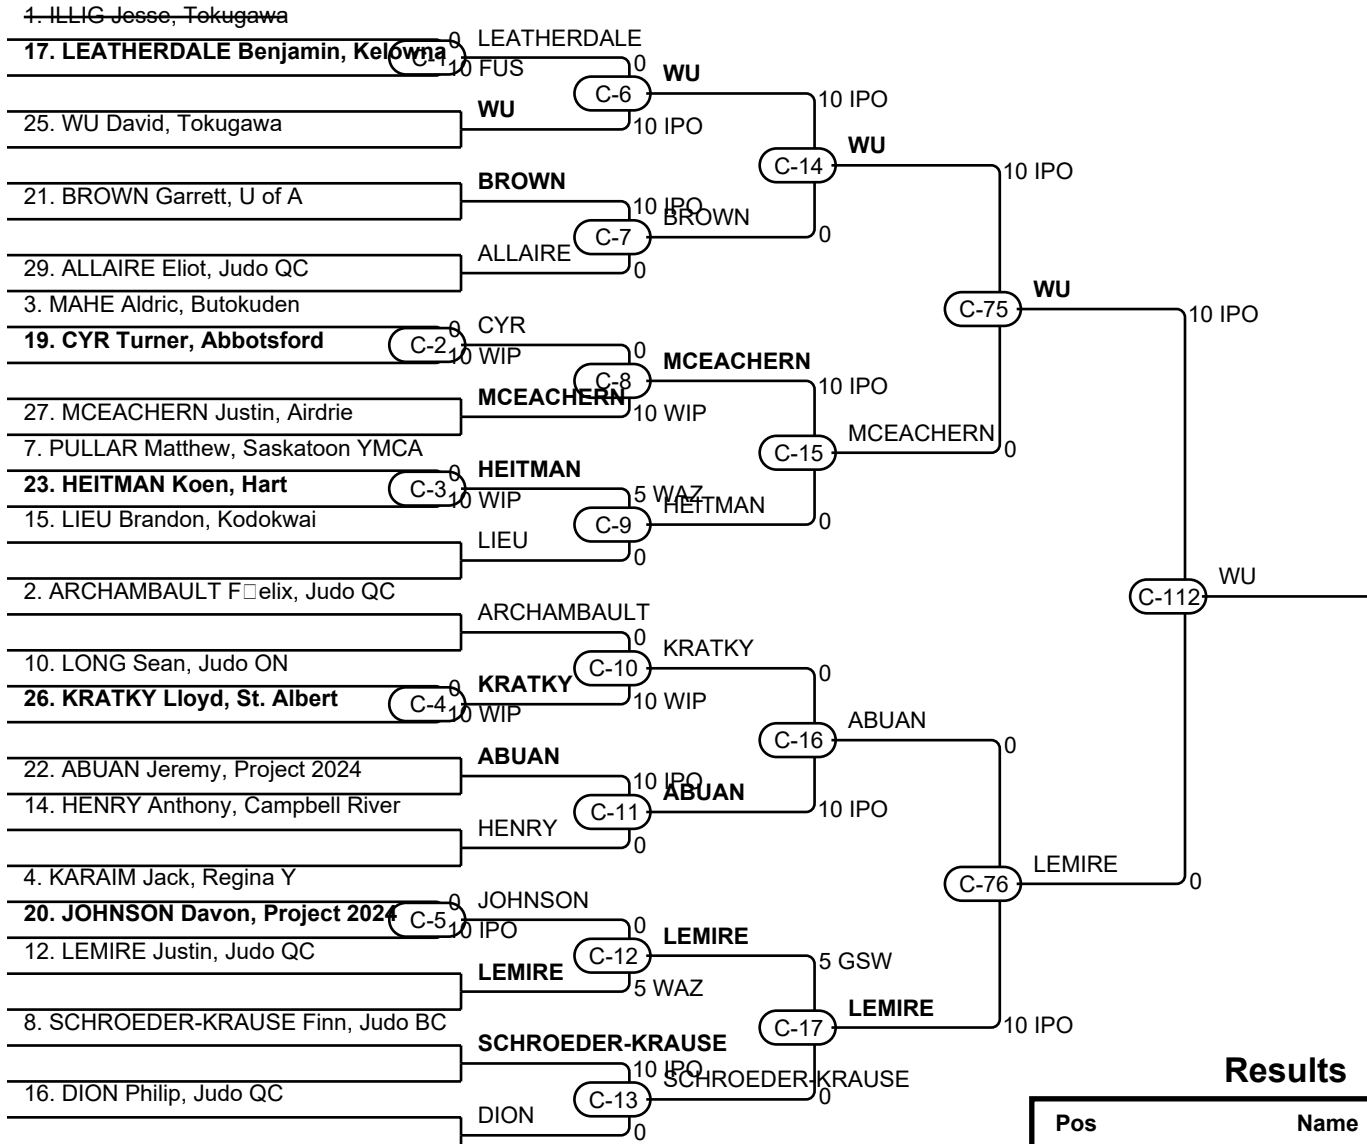 1. ILLIG Jesse, Tokugawa
0 LEATHERDALE
17. LEATHERDALE Benjamin, Kelowna C-1 10 FUS
0 WU
C-6
WU 10 IPO
10 IPO
25. WU David, Tokugawa
WU
C-14
BROWN
10 IPO
21. BROWN Garrett, U of A
10 IPO
BROWN
C-7
0
ALLAIRE
29. ALLAIRE Eliot, Judo QC
0
3. MAHE Aldric, Butokuden
WU
C-75
10 IPO
0 CYR
19. CYR Turner, Abbotsford C-2 10 WIP
0
MCEACHERN
C-8
10 IPO
MCEACHERN
27. MCEACHERN Justin, Airdrie
10 WIP
MCEACHERN
7. PULLAR Matthew, Saskatoon YMCA
C-15
0
0 HEITMAN
23. HEITMAN Koen, Hart C-3 10 WIP
5 WAZ
HEITMAN
15. LIEU Brandon, Kodokwai
C-9
0
LIEU
0
WU
2. ARCHAMBAULT F□elix, Judo QC
C-112
ARCHAMBAULT
0
KRATKY
10. LONG Sean, Judo ON
C-10
0
0 KRATKY
26. KRATKY Lloyd, St. Albert C-4 10 WIP
10 WIP
ABUAN
C-16
0
ABUAN
22. ABUAN Jeremy, Project 2024
10 IPO
ABUAN
14. HENRY Anthony, Campbell River
C-11
10 IPO
HENRY
0
LEMIRE
4. KARAIM Jack, Regina Y
C-76
0
0 JOHNSON
20. JOHNSON Davon, Project 2024 C-5 10 IPO
0
LEMIRE
12. LEMIRE Justin, Judo QC
C-12
5 GSW
LEMIRE
5 WAZ
LEMIRE
8. SCHROEDER-KRAUSE Finn, Judo BC
C-17
10 IPO
SCHROEDER-KRAUSE
10 IPO
SCHROEDER-KRAUSE
Results
16. DION Philip, Judo QC
C-13
0
DION
0
Pos Name